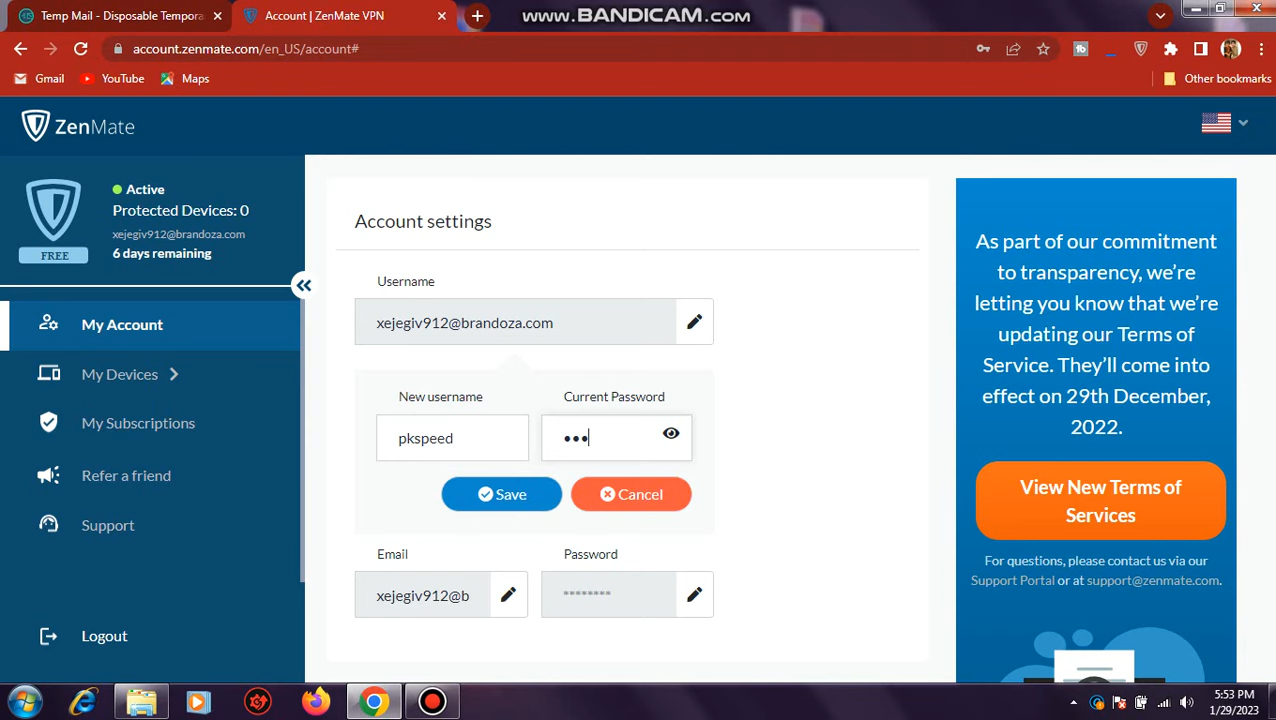 Temp Mail - Disposable Tempora
Account | ZenMate VPN
WWW.BANDICAM.COM
account.zenmate.com/en_US/account#
Gmail
YouTube
Maps
Other bookmarks
ZenMate
Active
Protected Devices: 0
xejegiv912@brandoza.com
6 days remaining
FREE
My Account
My Devices
My Subscriptions
Refer a friend
Support
Logout
Account settings
Username
xejegiv912@brandoza.com
New username
Current Password
pkspeed
•••
Save
Cancel
Email
Password
xejegiv912@b
********
As part of our commitment
to transparency, we're
letting you know that we're
updating our Terms of
Service. They'll come into
effect on 29th December,
2022.
View New Terms of
Services
For questions, please contact us via our
Support Portal or at support@zenmate.com.
5:53 PM
1/29/2023